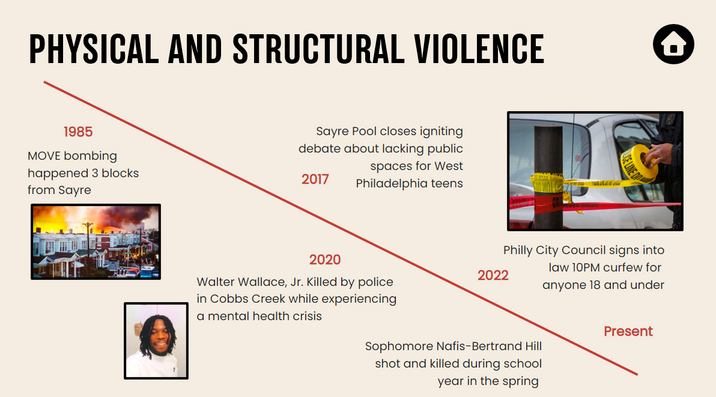 PHYSICAL AND STRUCTURAL VIOLENCE
1985
MOVE bombing
happened 3 blocks
from Sayre
Sayre Pool closes igniting
debate about lacking public
spaces for West
Philadelphia teens
2017
2020
Walter Wallace, Jr. Killed by police
in Cobbs Creek while experiencing
a mental health crisis
Philly City Council signs into
law 10PM curfew for
anyone 18 and under
2022
Present
Sophomore Nafis-Bertrand Hill
shot and killed during school
year in the spring